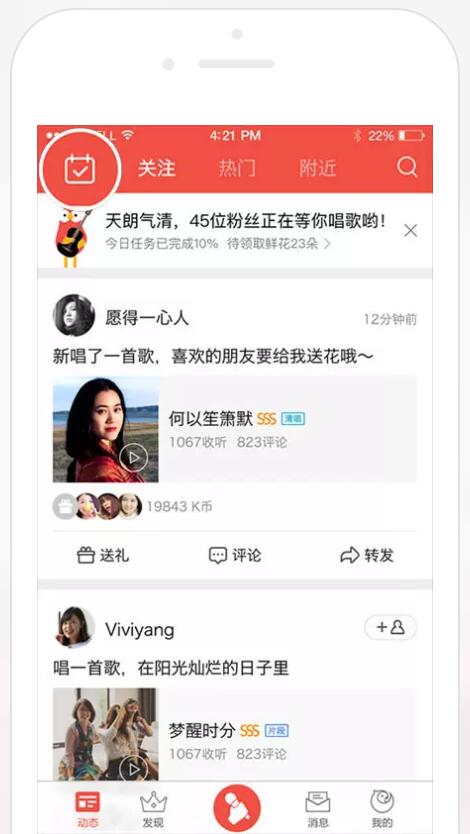 4:21 PM
22%
关注
热门
附近
天朗气清，45位粉丝正在等你唱歌哟！
今日任务已完成10% 待领取鲜花23朵 >
愿得一心人
12分钟前
新唱了一首歌，喜欢的朋友要给我送花哦～
何以笙箫默 SSS 清唱
1067收听 823评论
19843 K币
送礼
评论
转发
Viviyang
唱一首歌，在阳光灿烂的日子里
梦醒时分 SSS 片段
1067收听 823评论
动态
发现
消息
我的